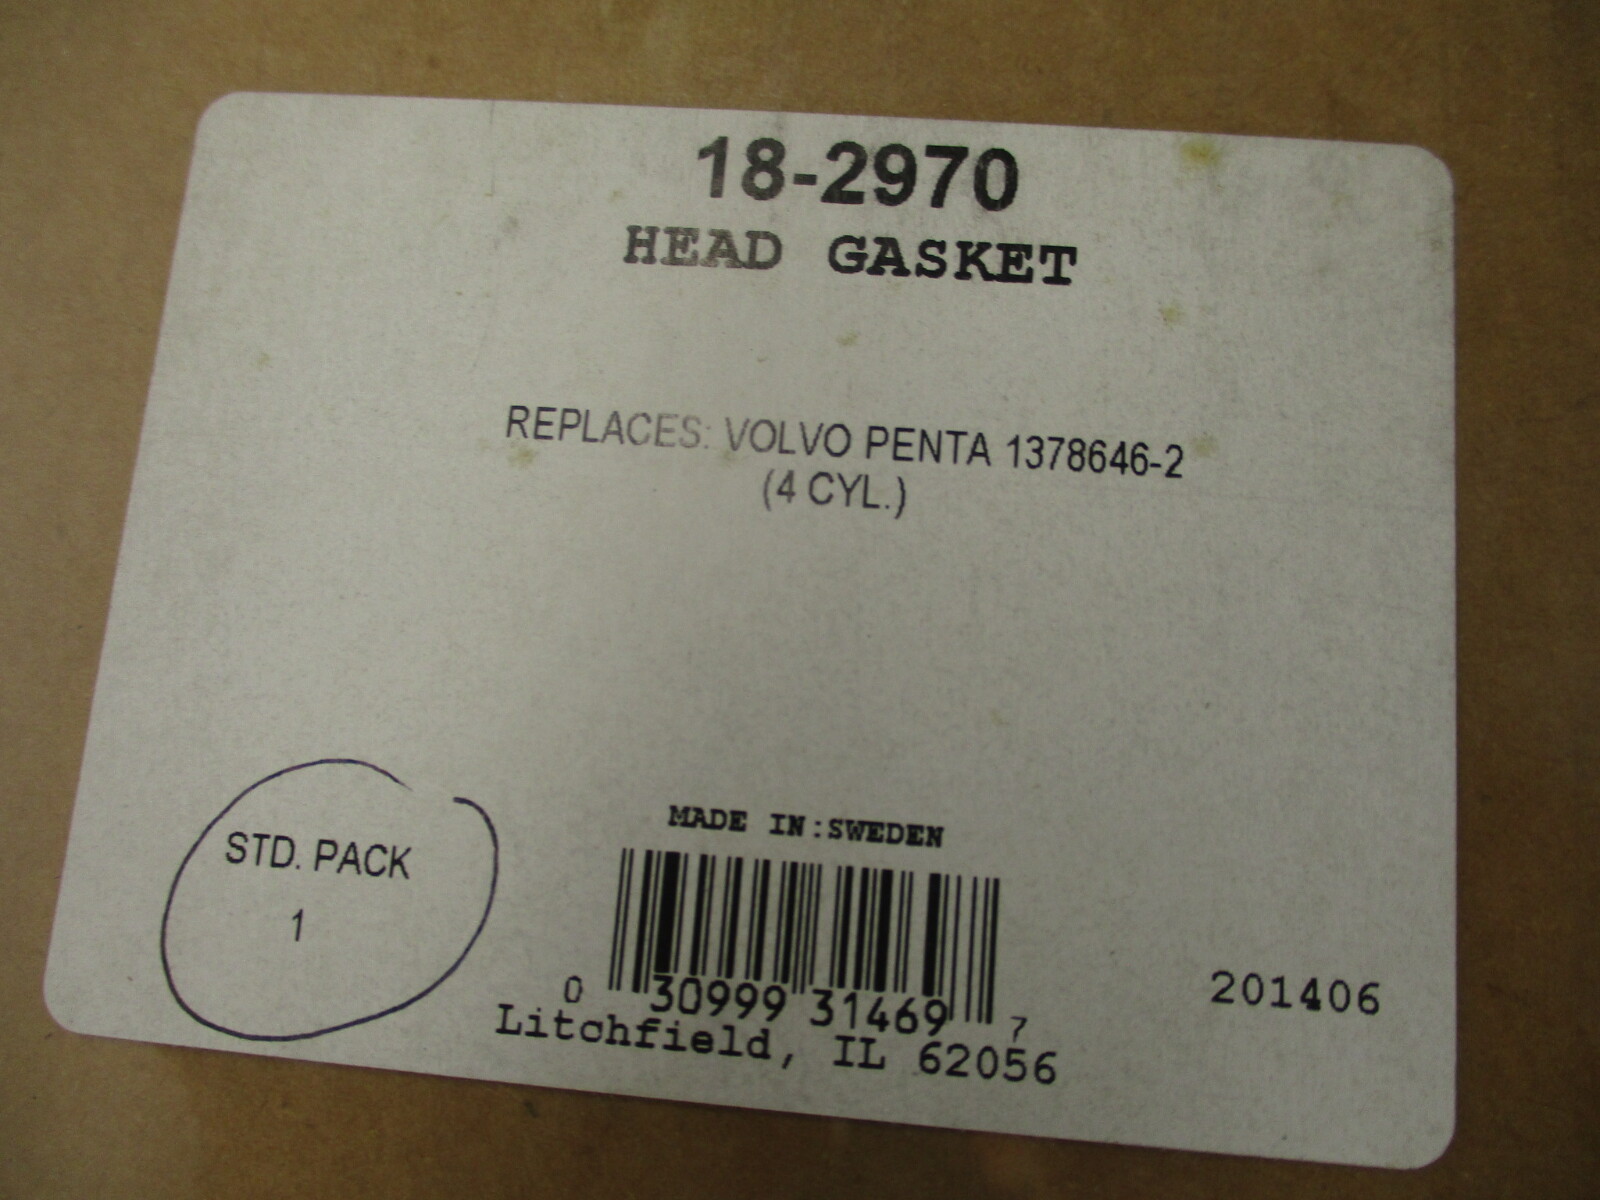 18-2970
HEAD GASKET
REPLACES: VOLVO PENTA 1378646-2
(4 CYL.)
STD. PACK
1
MADE IN:SWEDEN
0 30999 31469 7
Litchfield, IL 62056
201406